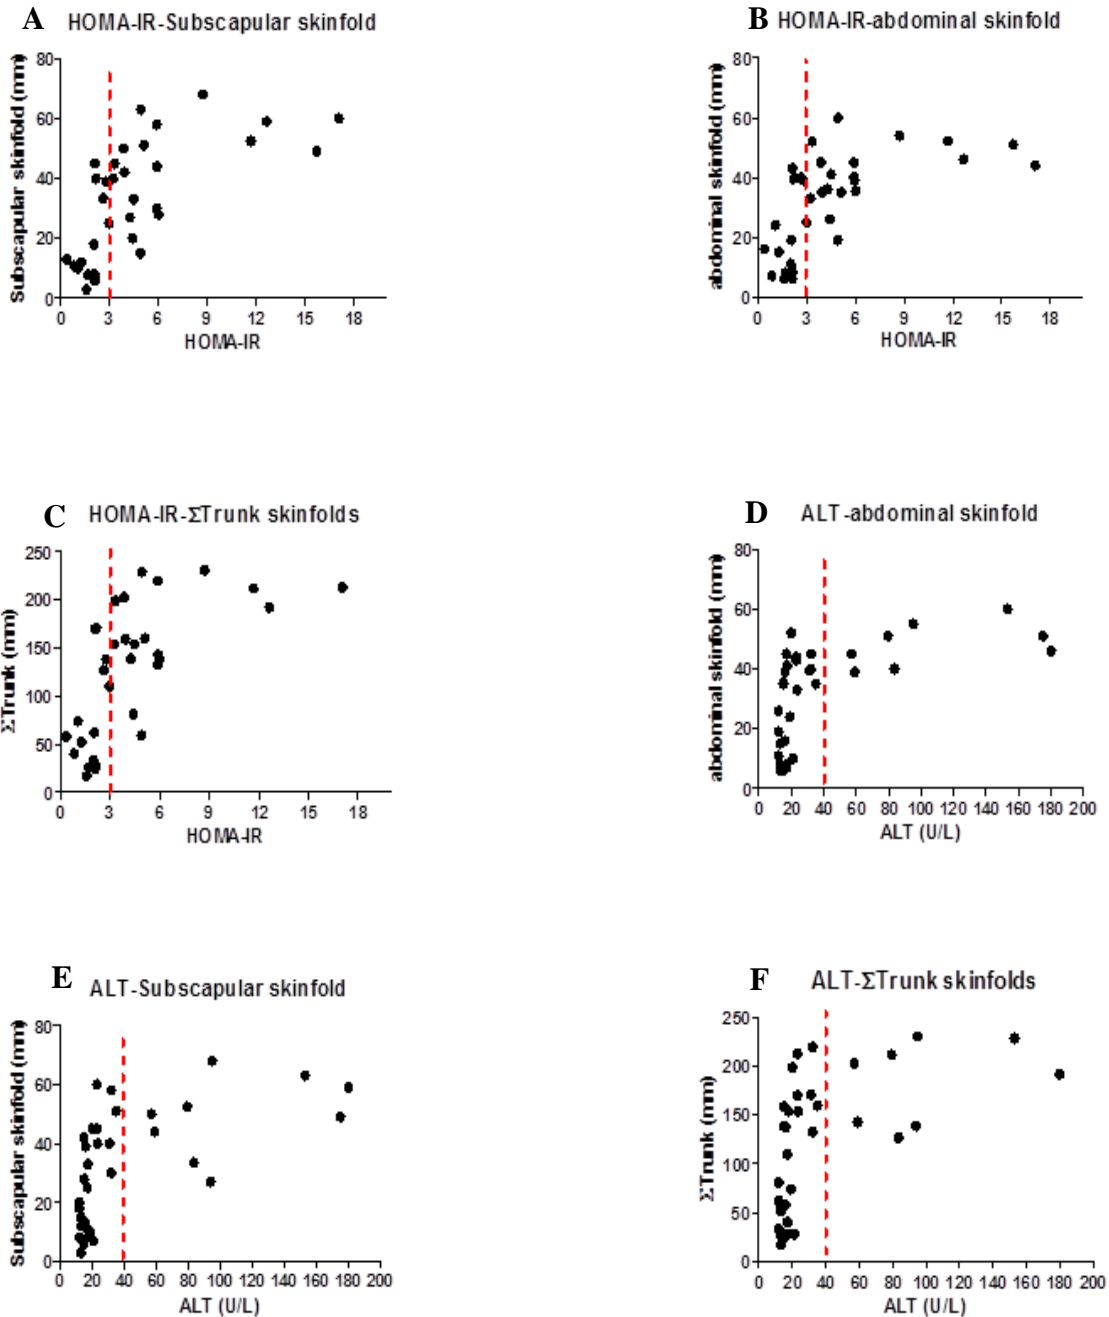 A HOMA-IR-Subscapular skinfold
Subscapular skinfold (mm)
80
60
40
20
0
0 3 6 9 12 15 18
HOMA-IR
B HOMA-IR-abdominal skinfold
abdominal skinfold (mm)
80
60
40
20
0
0 3 6 9 12 15 18
HOMA-IR
C HOMA-IR-ΣTrunk skinfolds
ΣTrunk (mm)
250
200
150
100
50
0
0 3 6 9 12 15 18
HOMA-IR
D ALT-abdominal skinfold
abdominal skinfold (mm)
80
60
40
20
0
0 20 40 60 80 100 120 140 160 180 200
ALT (U/L)
E ALT-Subscapular skinfold
Subscapular skinfold (mm)
80
60
40
20
0
0 20 40 60 80 100 120 140 160 180 200
ALT (U/L)
F ALT-ΣTrunk skinfolds
ΣTrunk (mm)
250
200
150
100
50
0
0 20 40 60 80 100 120 140 160 180 200
ALT (U/L)